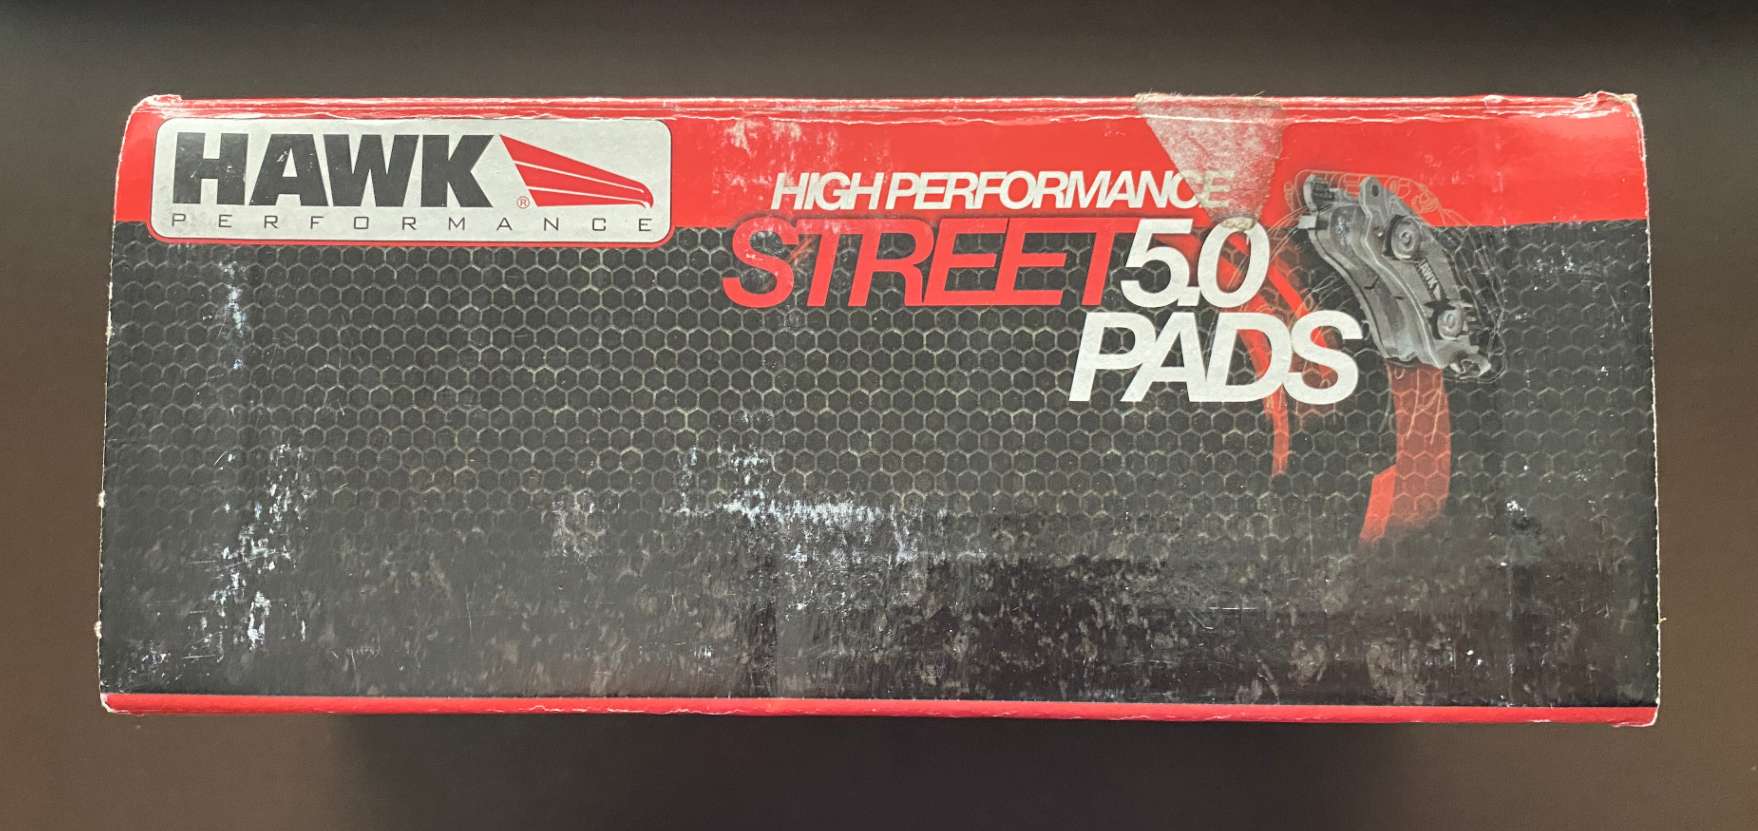 HAWK®
PERFORMANCE
HIGH PERFORMANCE
STREET 5.0
PADS